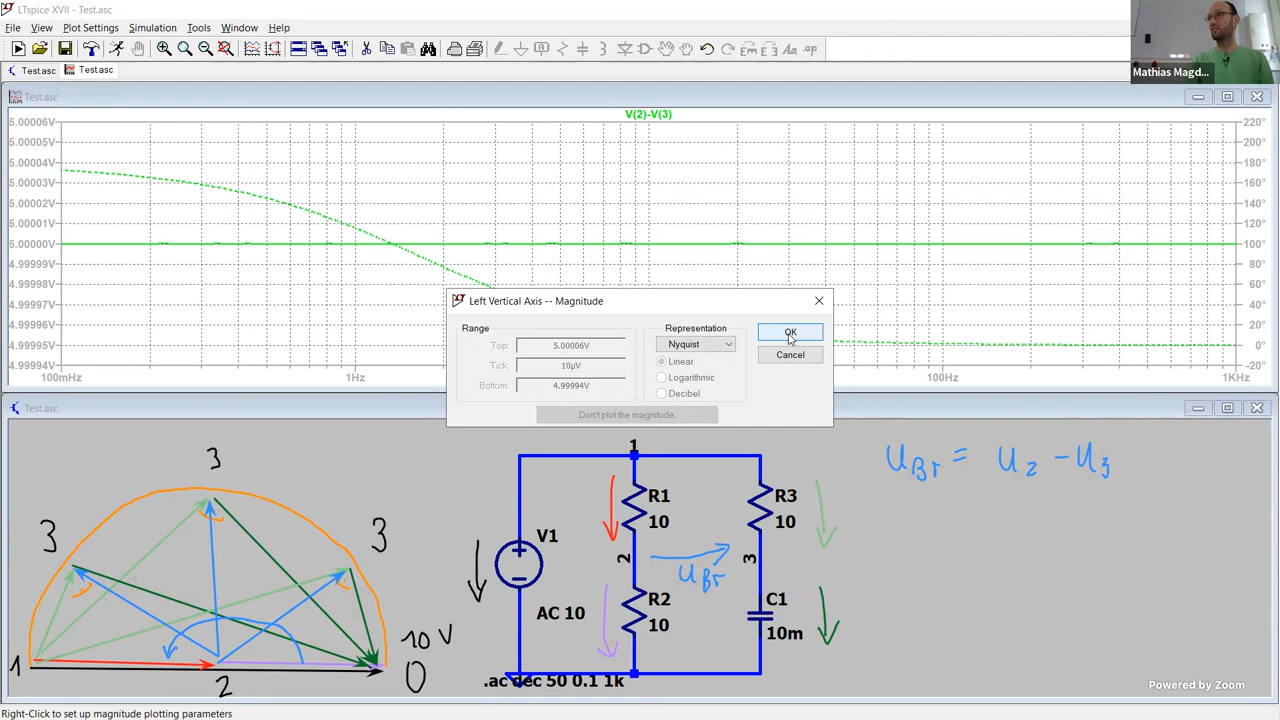 LTspice XVII - Test.asc
File View Plot Settings Simulation Tools Window Help
Test.asc Test.asc
Mathias Magd...
Test.asc
V(2)-V(3)
5.00006V 220°
5.00005V 200°
5.00004V 180°
5.00003V 160°
5.00002V 140°
5.00001V 120°
5.00000V 100°
4.99999V 80°
4.99998V 60°
4.99997V 40°
4.99996V 20°
4.99995V 0°
4.99994V
100mHz 1Hz 100Hz 1KHz
Left Vertical Axis -- Magnitude
Range
Top: 5.00006V
Tick: 10µV
Bottom: 4.99994V
Representation
Nyquist
Linear
Logarithmic
Decibel
OK
Cancel
Don't plot the magnitude.
Test.asc
3
3
3
1
2
10 V
0
1
V1
AC 10
R1
10
2
R2
10
uBr
R3
10
3
C1
10m
.ac dec 50 0.1 1k
uBr = u2 - u3
Powered by Zoom
Right-Click to set up magnitude plotting parameters